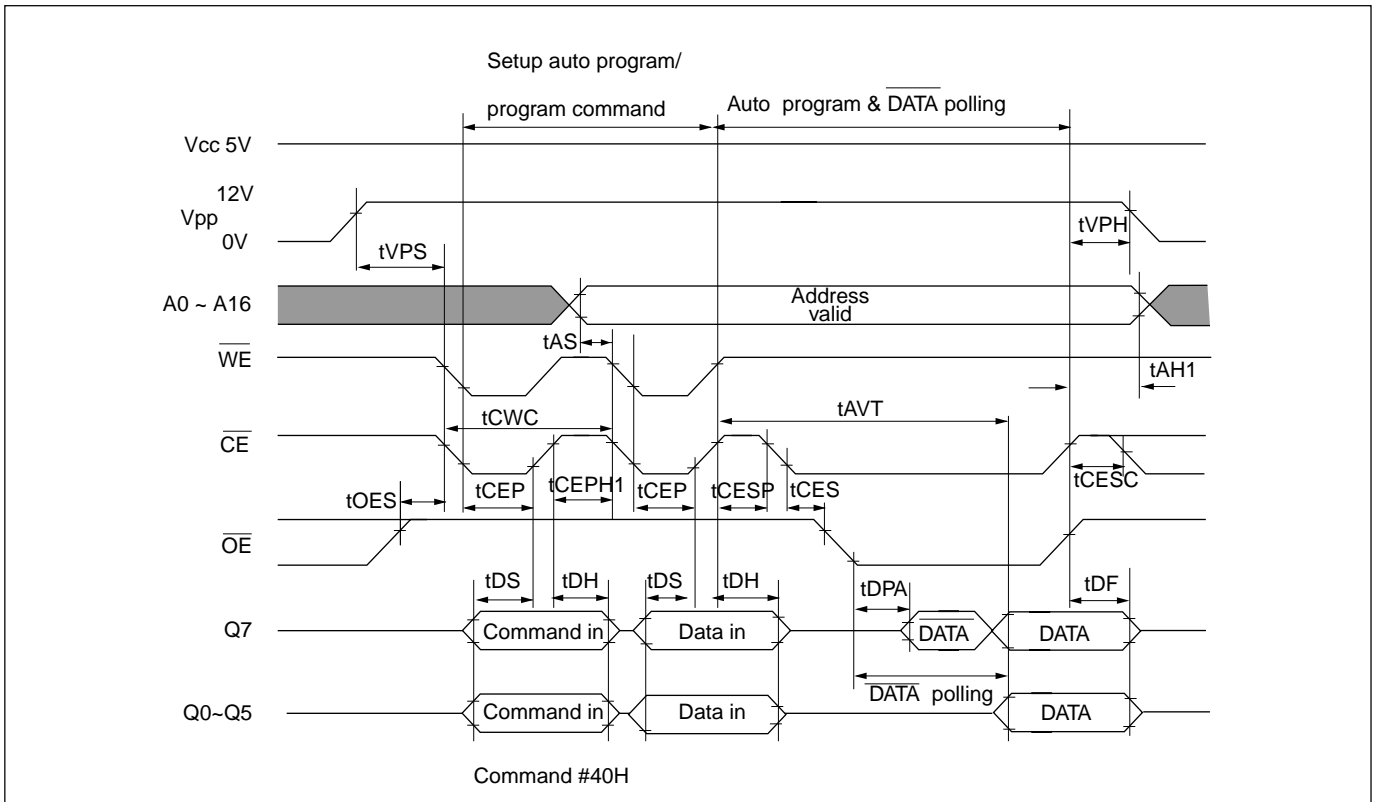 Setup auto program/
program command
Auto program & DATA polling
Vcc 5V
12V
Vpp
0V
tVPS
tVPH
A0 ~ A16
Address
valid
tAS
WE
tAH1
tCWC
tAVT
CE
tOES
tCEP
tCEPH1
tCEP
tCESP
tCES
tCESC
OE
tDS
tDH
tDS
tDH
tDPA
tDF
Q7
Command in
Data in
DATA
DATA
DATA polling
Q0~Q5
Command in
Data in
DATA
Command #40H